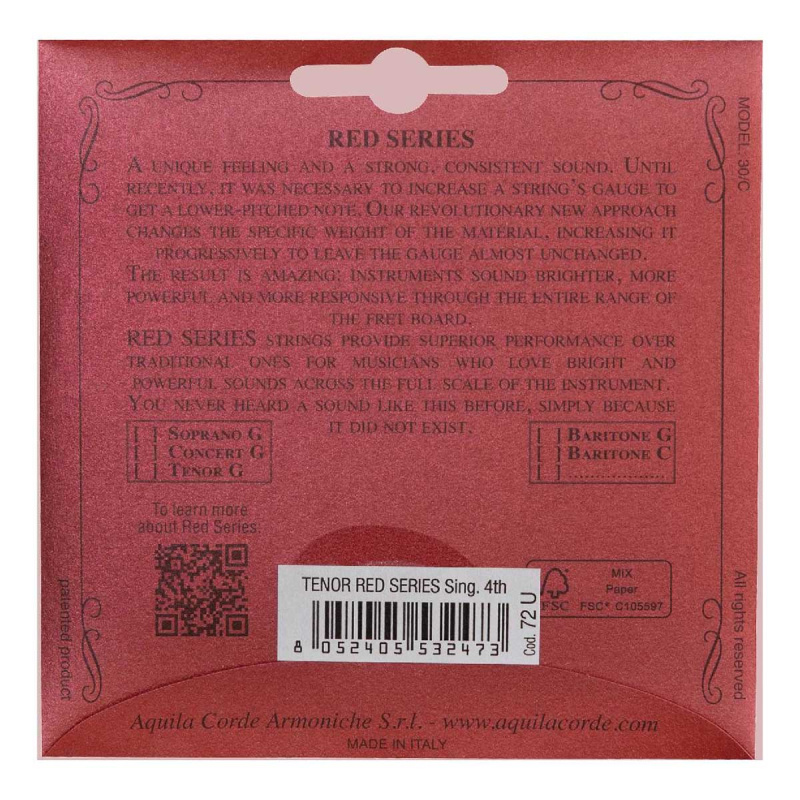 RED SERIES
A UNIQUE FEELING AND A STRONG, CONSISTENT SOUND. UNTIL
RECENTLY, IT WAS NECESSARY TO INCREASE A STRING'S GAUGE TO
GET A LOWER-PITCHED NOTE. OUR REVOLUTIONARY NEW APPROACH
CHANGES THE SPECIFIC WEIGHT OF THE MATERIAL, INCREASING IT
PROGRESSIVELY TO LEAVE THE GAUGE ALMOST UNCHANGED.
THE RESULT IS AMAZING: INSTRUMENTS SOUND BRIGHTER, MORE
POWERFUL AND MORE RESPONSIVE THROUGH THE ENTIRE RANGE OF
THE FRET BOARD.
RED SERIES STRINGS PROVIDE SUPERIOR PERFORMANCE OVER
TRADITIONAL ONES FOR MUSICIANS WHO LOVE BRIGHT AND
POWERFUL SOUNDS ACROSS THE FULL SCALE OF THE INSTRUMENT.
YOU NEVER HEARD A SOUND LIKE THIS BEFORE, SIMPLY BECAUSE
IT DID NOT EXIST.
[ ] SOPRANO G
[ ] CONCERT G
[ ] TENOR G
[ ] BARITONE G
[ ] BARITONE C
[ ] ....................
MODEL: 30/C
To learn more
about Red Series:
TENOR RED SERIES Sing. 4th
8 052405 532473
Cod. 72 U
FSC
MIX
Paper
FSC® C105597
patented product
All rights reserved
Aquila Corde Armoniche S.r.l. - www.aquilacorde.com
MADE IN ITALY